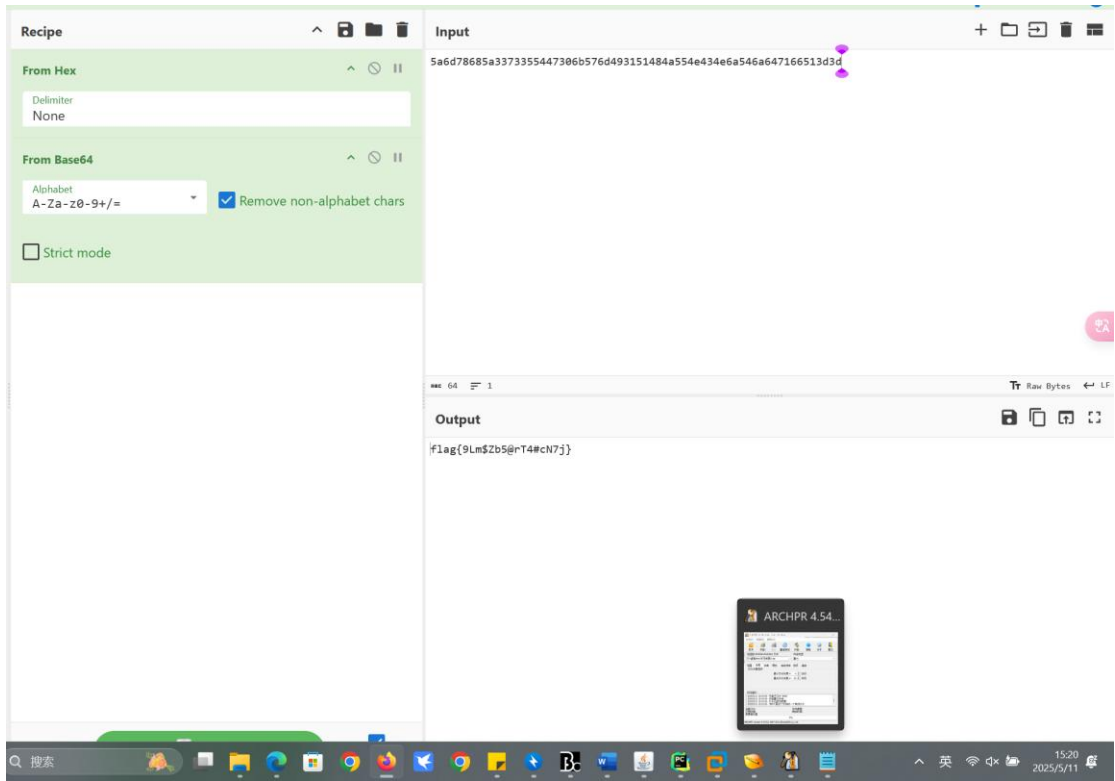 Recipe
Input
From Hex
5a6d78685a3373355447306b576d493151484a554e434e6a546a647166513d3d
Delimiter
None
From Base64
Alphabet
A-Za-z0-9+/=
Remove non-alphabet chars
Strict mode
64
1
Raw Bytes
LF
Output
flag{9Lm$Zb5@rT4#cN7j}
ARCHPR 4.54...
搜索
英
15:20
2025/5/11